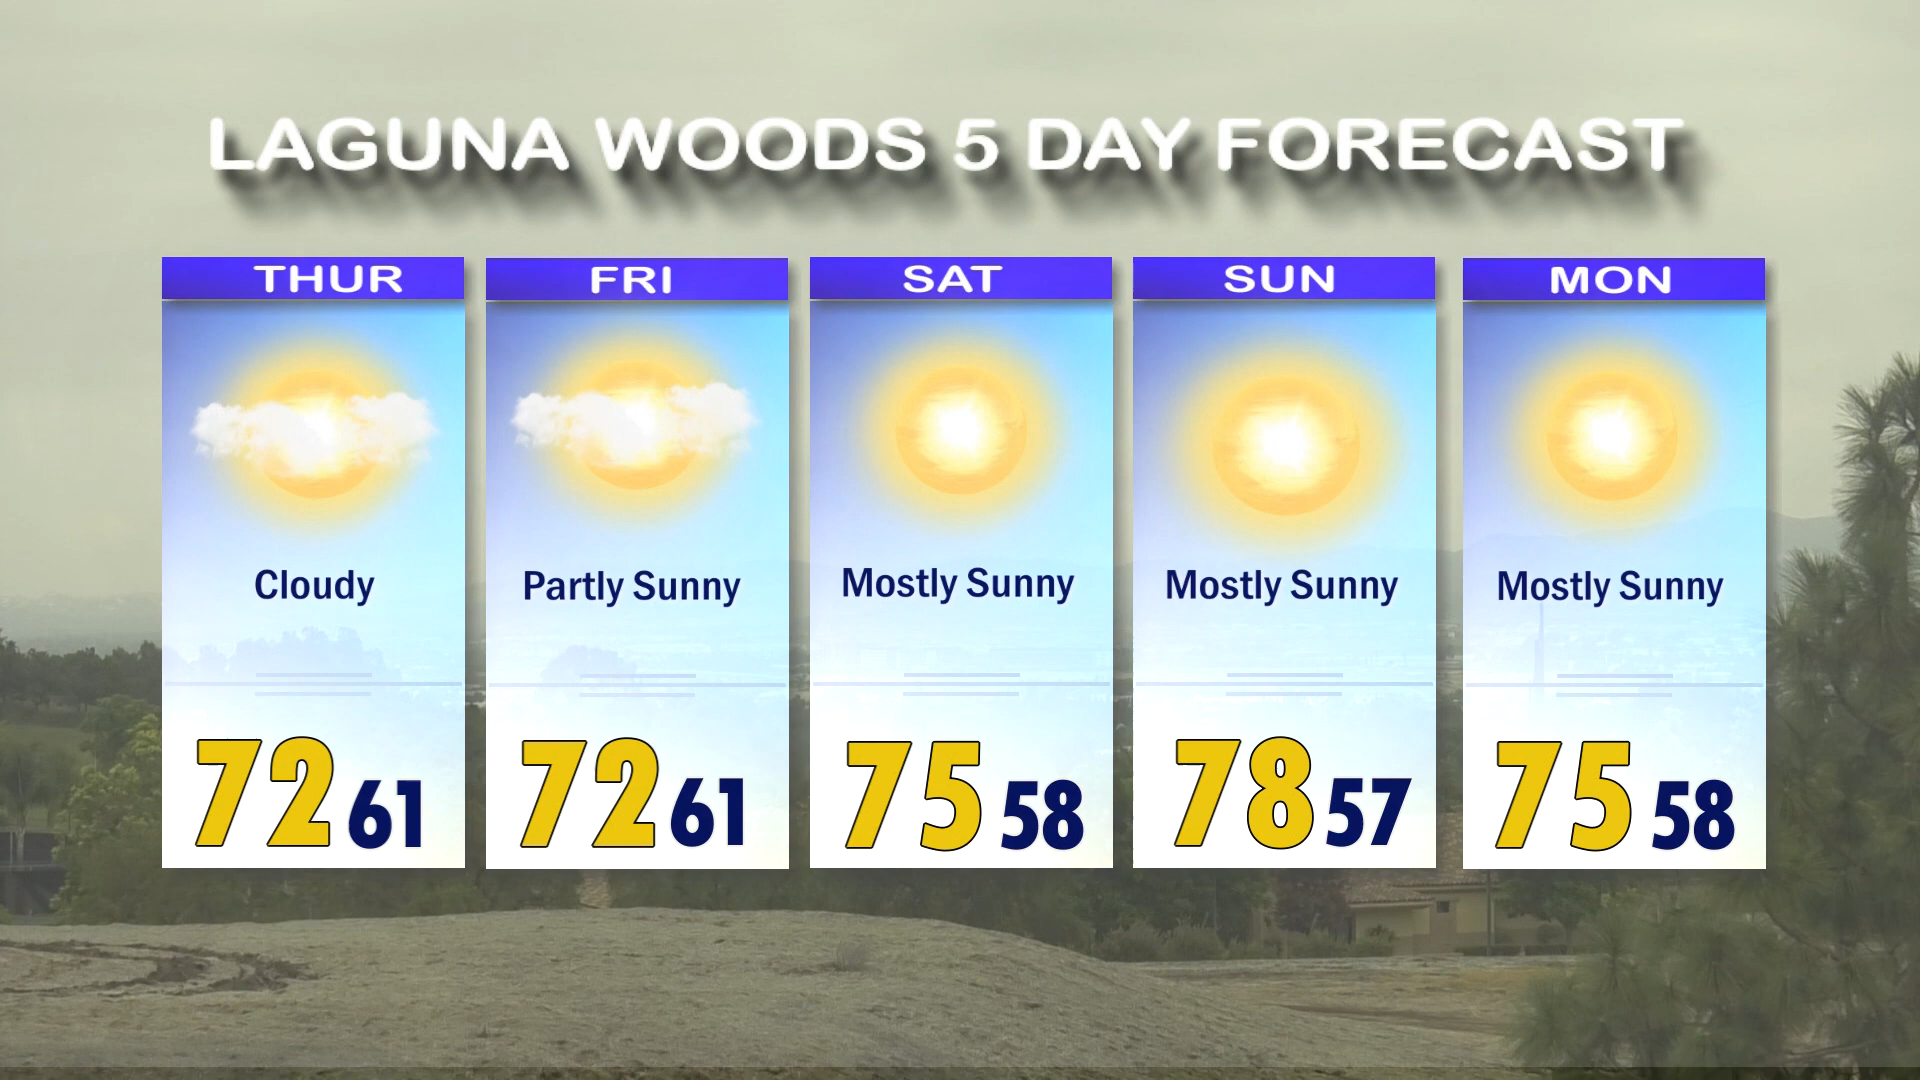 LAGUNA WOODS 5 DAY FORECAST
THUR
Cloudy
72 61
FRI
Partly Sunny
72 61
SAT
Mostly Sunny
75 58
SUN
Mostly Sunny
78 57
MON
Mostly Sunny
75 58